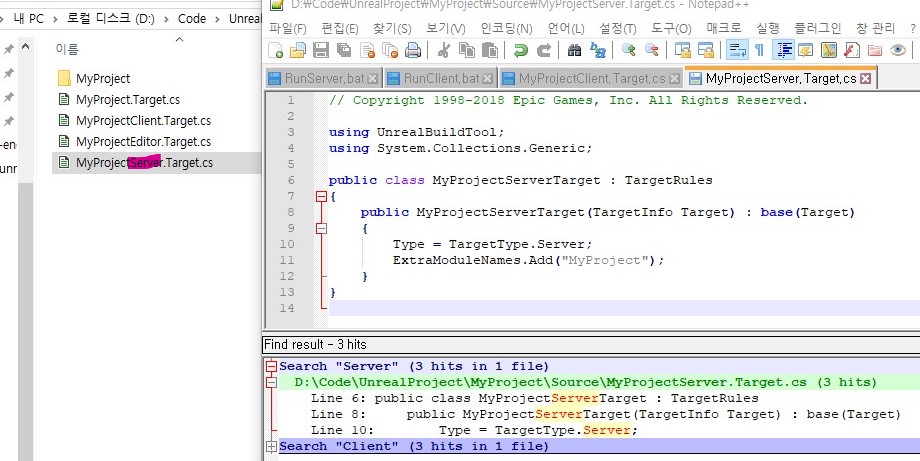 내 PC > 로컬 디스크 (D:) > Code > Unreal
이름
MyProject
MyProject.Target.cs
MyProjectClient.Target.cs
MyProjectEditor.Target.cs
MyProjectServer.Target.cs
D:\Code\UnrealProject\MyProject\Source\MyProjectServer.Target.cs - Notepad++
파일(F) 편집(E) 찾기(S) 보기(V) 인코딩(N) 언어(L) 설정(T) 도구(O) 매크로 실행 플러그인 창 관리 ?
RunServer.bat RunClient.bat MyProjectClient.Target.cs MyProjectServer.Target.cs
1 // Copyright 1998-2018 Epic Games, Inc. All Rights Reserved.
2
3 using UnrealBuildTool;
4 using System.Collections.Generic;
5
6 public class MyProjectServerTarget : TargetRules
7 {
8 public MyProjectServerTarget(TargetInfo Target) : base(Target)
9 {
10 Type = TargetType.Server;
11 ExtraModuleNames.Add("MyProject");
12 }
13 }
14
Find result - 3 hits
Search "Server" (3 hits in 1 file)
D:\Code\UnrealProject\MyProject\Source\MyProjectServer.Target.cs (3 hits)
Line 6: public class MyProjectServerTarget : TargetRules
Line 8: public MyProjectServerTarget(TargetInfo Target) : base(Target)
Line 10: Type = TargetType.Server;
Search "Client" (3 hits in 1 file)